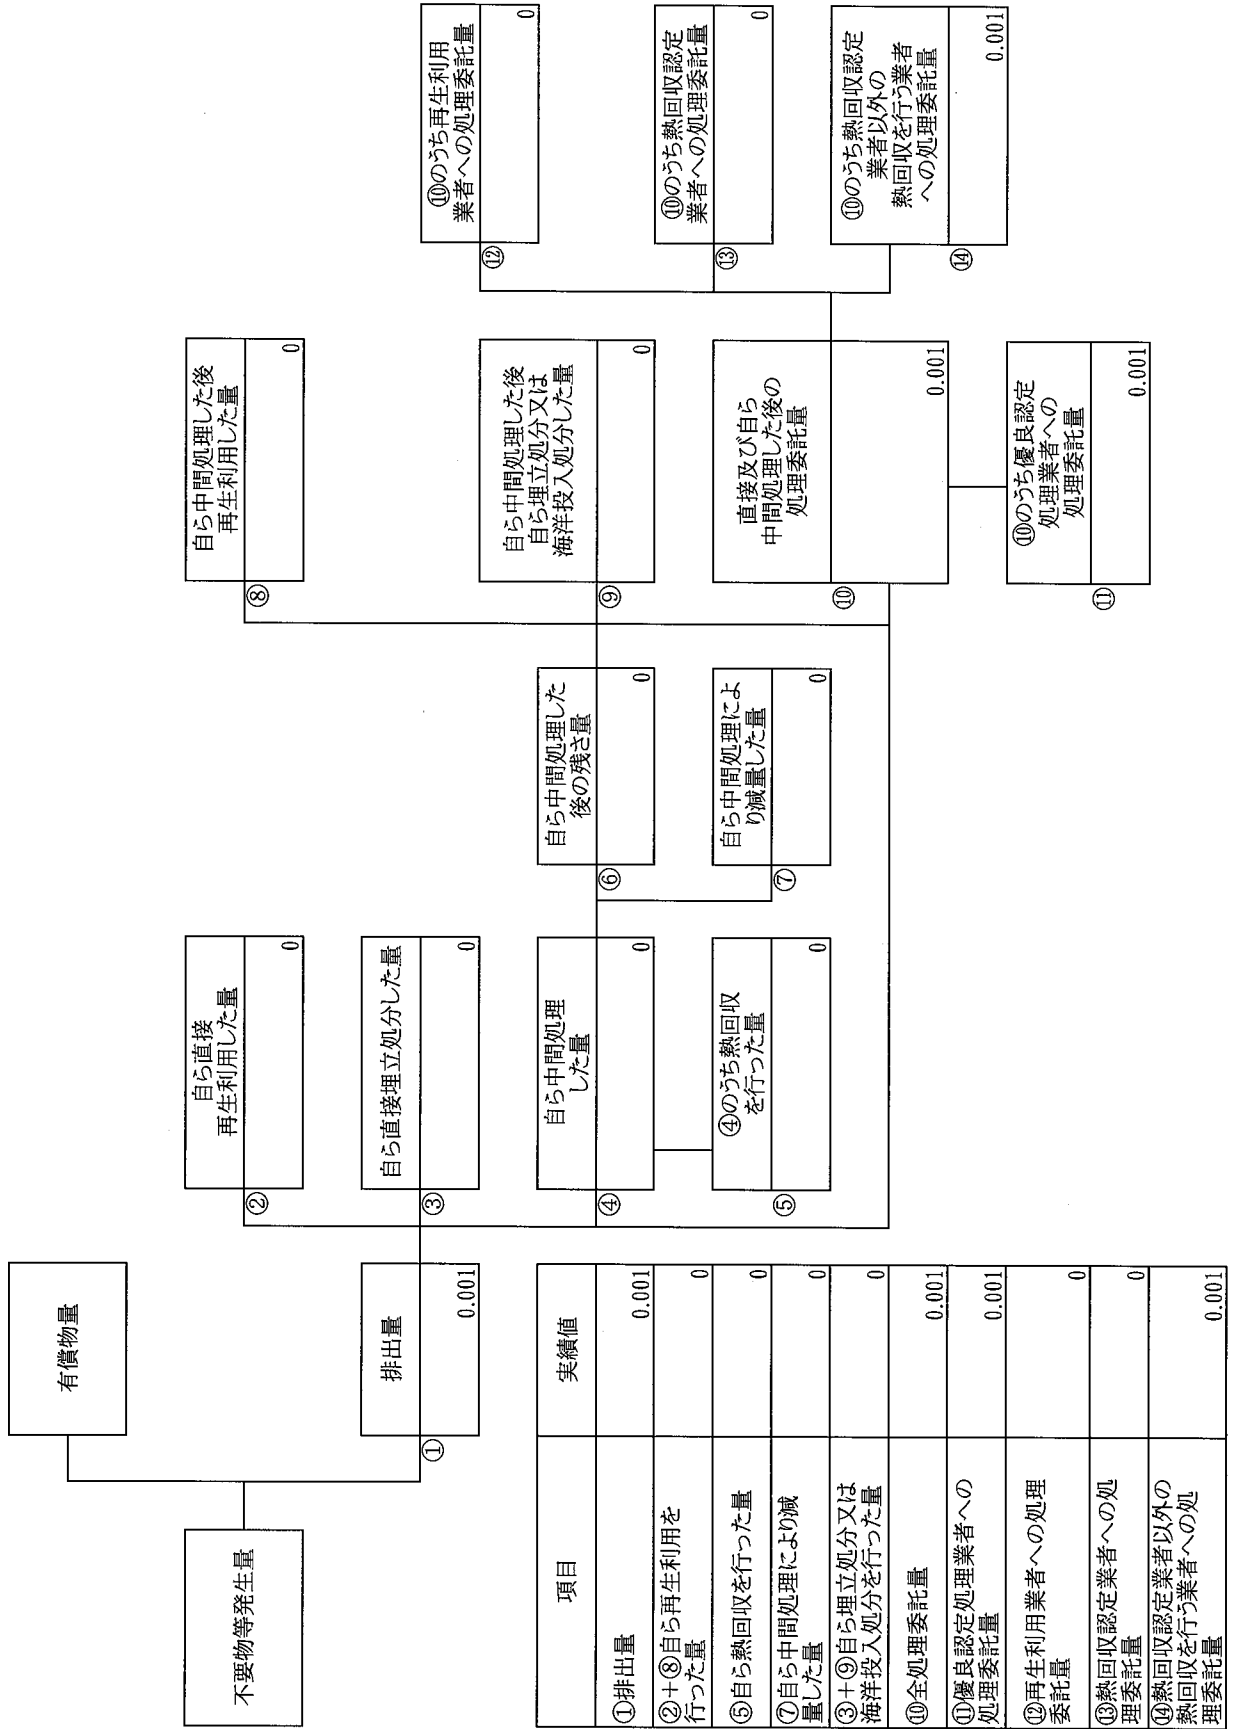 不要物等発生量
有償物量
①
排出量
0.001
②
自ら直接
再生利用した量
0
③
自ら直接埋立処分した量
0
④
自ら中間処理
した量
0
⑤
④のうち熱回収
を行った量
0
⑥
自ら中間処理した
後の残さ量
0
⑦
自ら中間処理によ
り減量した量
0
⑧
自ら中間処理した後
再生利用した量
0
⑨
自ら中間処理した後
自ら埋立処分又は
海洋投入処分した量
0
⑩
直接及び自ら
中間処理した後の
処理委託量
0.001
⑪
⑩のうち優良認定
処理業者への
処理委託量
0.001
⑫
⑩のうち再生利用
業者への処理委託量
0
⑬
⑩のうち熱回収認定
業者への処理委託量
0
⑭
⑩のうち熱回収認定
業者以外の
熱回収を行う業者
への処理委託量
0.001
項目 実績値
①排出量 0.001
②+⑧自ら再生利用を
行った量 0
⑤自ら熱回収を行った量 0
⑦自ら中間処理により減
量した量 0
③+⑨自ら埋立処分又は
海洋投入処分を行った量 0
⑩全処理委託量 0.001
⑪優良認定処理業者への
処理委託量 0.001
⑫再生利用業者への処理
委託量 0
⑬熱回収認定業者への処
理委託量 0
⑭熱回収認定業者以外の
熱回収を行う業者への処
理委託量 0.001